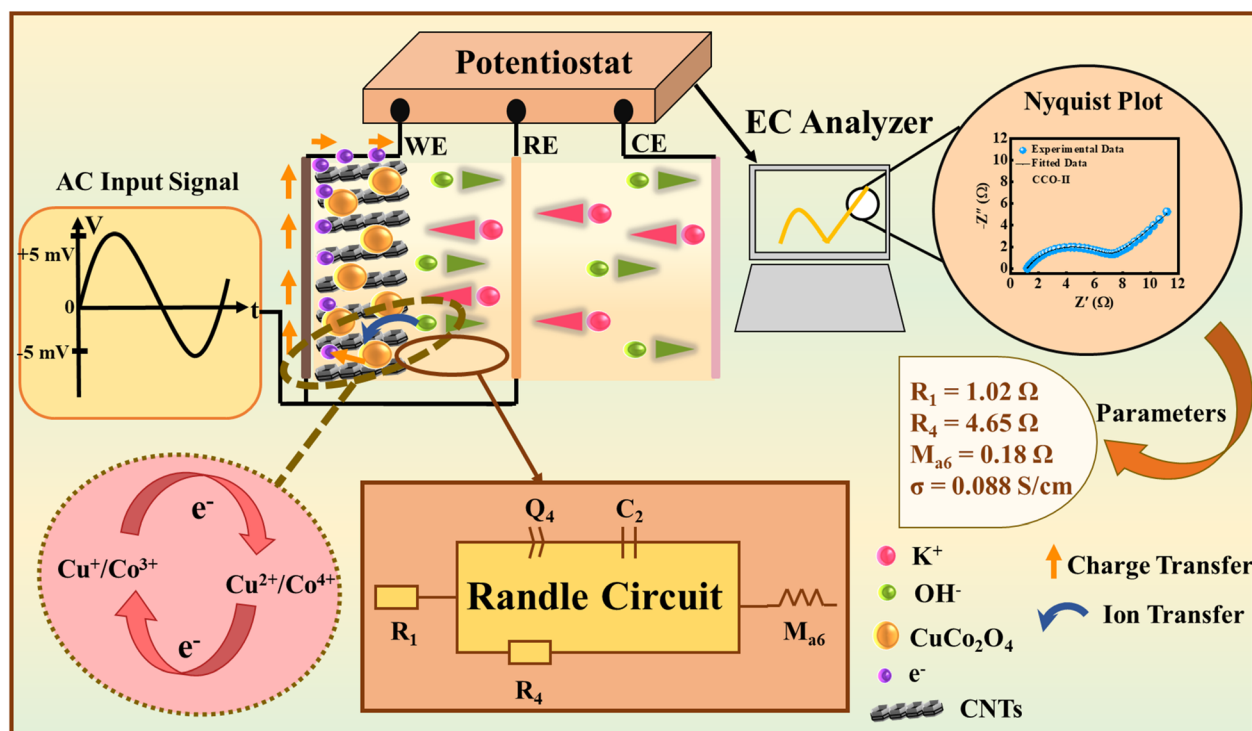 Potentiostat
WE
RE
CE
EC Analyzer
Nyquist Plot
12
10
8
6
4
2
0
-Z″ (Ω)
Experimental Data
Fitted Data
CCO-II
0 2 4 6 8 10 12
Z′ (Ω)
AC Input Signal
V
+5 mV
0
-5 mV
t
R₁ = 1.02 Ω
R₄ = 4.65 Ω
Mₐ₆ = 0.18 Ω
σ = 0.088 S/cm
Parameters
e⁻
Cu⁺/Co³⁺
Cu²⁺/Co⁴⁺
e⁻
Q₄
C₂
Randle Circuit
R₁
Mₐ₆
R₄
K⁺
OH⁻
CuCo₂O₄
e⁻
CNTs
Charge Transfer
Ion Transfer